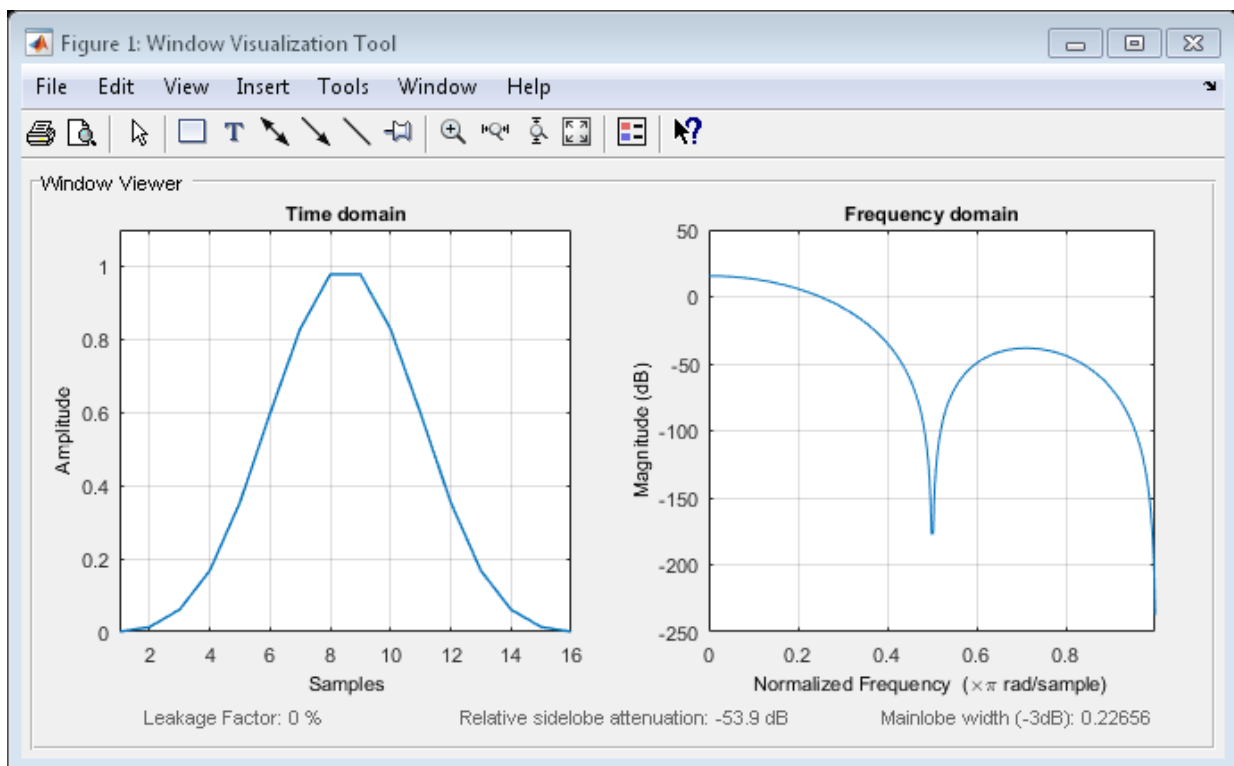 Figure 1: Window Visualization Tool
File Edit View Insert Tools Window Help
T
Window Viewer
Time domain
1
0.8
0.6
0.4
0.2
0
Amplitude
2 4 6 8 10 12 14 16
Samples
Frequency domain
50
0
-50
-100
-150
-200
-250
Magnitude (dB)
0 0.2 0.4 0.6 0.8
Normalized Frequency (×π rad/sample)
Leakage Factor: 0 % Relative sidelobe attenuation: -53.9 dB Mainlobe width (-3dB): 0.22656